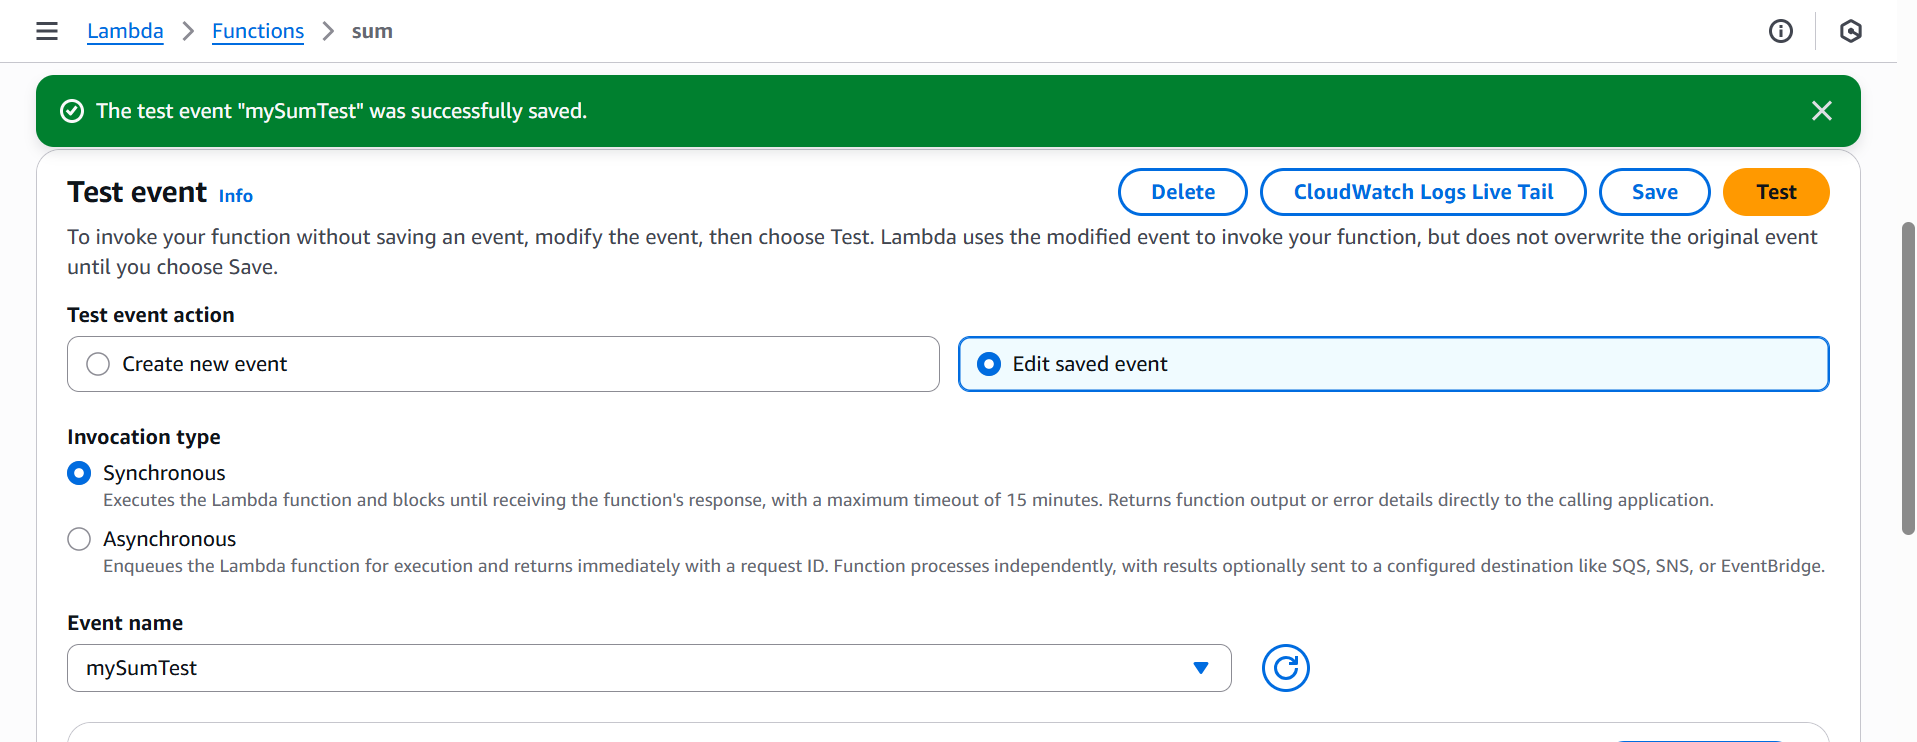 Lambda > Functions > sum
The test event "mySumTest" was successfully saved.
Test event Info
Delete
CloudWatch Logs Live Tail
Save
Test
To invoke your function without saving an event, modify the event, then choose Test. Lambda uses the modified event to invoke your function, but does not overwrite the original event
until you choose Save.
Test event action
Create new event
Edit saved event
Invocation type
Synchronous
Executes the Lambda function and blocks until receiving the function's response, with a maximum timeout of 15 minutes. Returns function output or error details directly to the calling application.
Asynchronous
Enqueues the Lambda function for execution and returns immediately with a request ID. Function processes independently, with results optionally sent to a configured destination like SQS, SNS, or EventBridge.
Event name
mySumTest